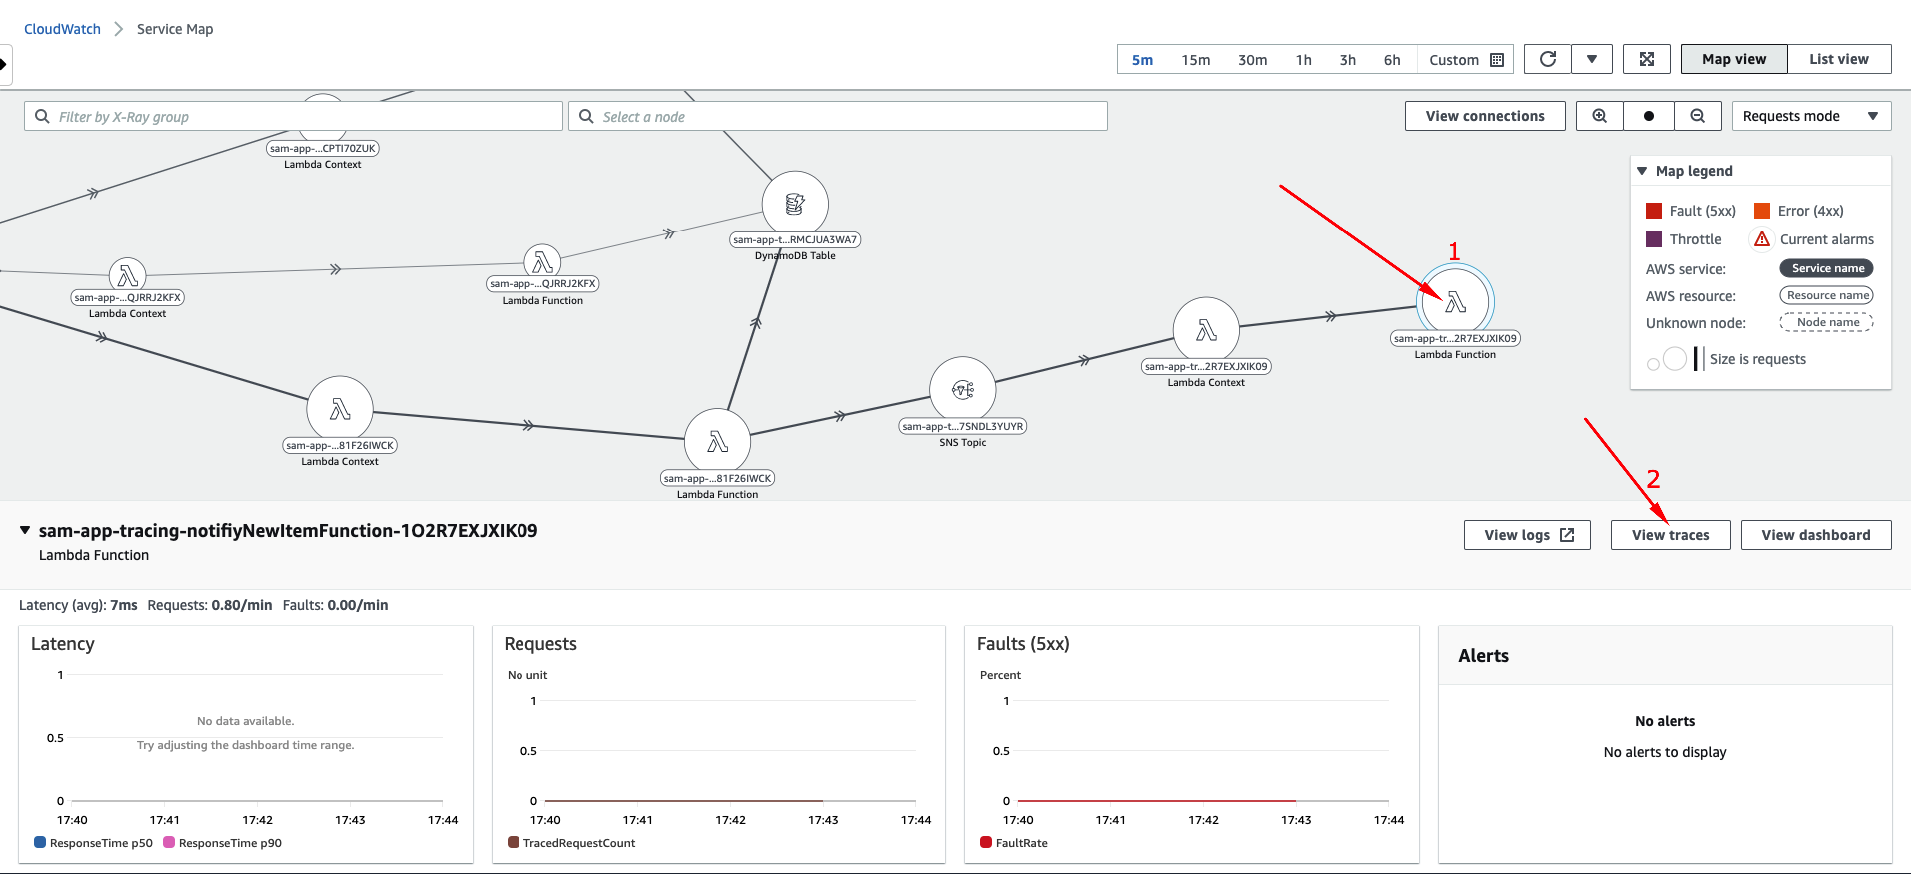 CloudWatch > Service Map
5m 15m 30m 1h 3h 6h Custom
Map view List view
Filter by X-Ray group
Select a node
View connections
Requests mode
sam-app-...CPTI70ZUK
Lambda Context
sam-app-t...RMCJUA3WA7
DynamoDB Table
sam-app-...QJRRJ2KFX
Lambda Context
sam-app-...QJRRJ2KFX
Lambda Function
1
sam-app-tr...2R7EXJXIK09
Lambda Function
sam-app-tr...2R7EXJXIK09
Lambda Context
sam-app-t...7SNDL3YUYR
SNS Topic
sam-app-...81F26IWCK
Lambda Context
sam-app-...81F26IWCK
Lambda Function
Map legend
Fault (5xx) Error (4xx)
Throttle Current alarms
AWS service: Service name
AWS resource: Resource name
Unknown node: Node name
Size is requests
2
sam-app-tracing-notifiyNewItemFunction-1O2R7EXJXIK09
Lambda Function
View logs View traces View dashboard
Latency (avg): 7ms Requests: 0.80/min Faults: 0.00/min
Latency
1
0.5
0
No data available.
Try adjusting the dashboard time range.
17:40 17:41 17:42 17:43 17:44
ResponseTime p50 ResponseTime p90
Requests
No unit
1
0.5
0
17:40 17:41 17:42 17:43 17:44
TracedRequestCount
Faults (5xx)
Percent
1
0.5
0
17:40 17:41 17:42 17:43 17:44
FaultRate
Alerts
No alerts
No alerts to display